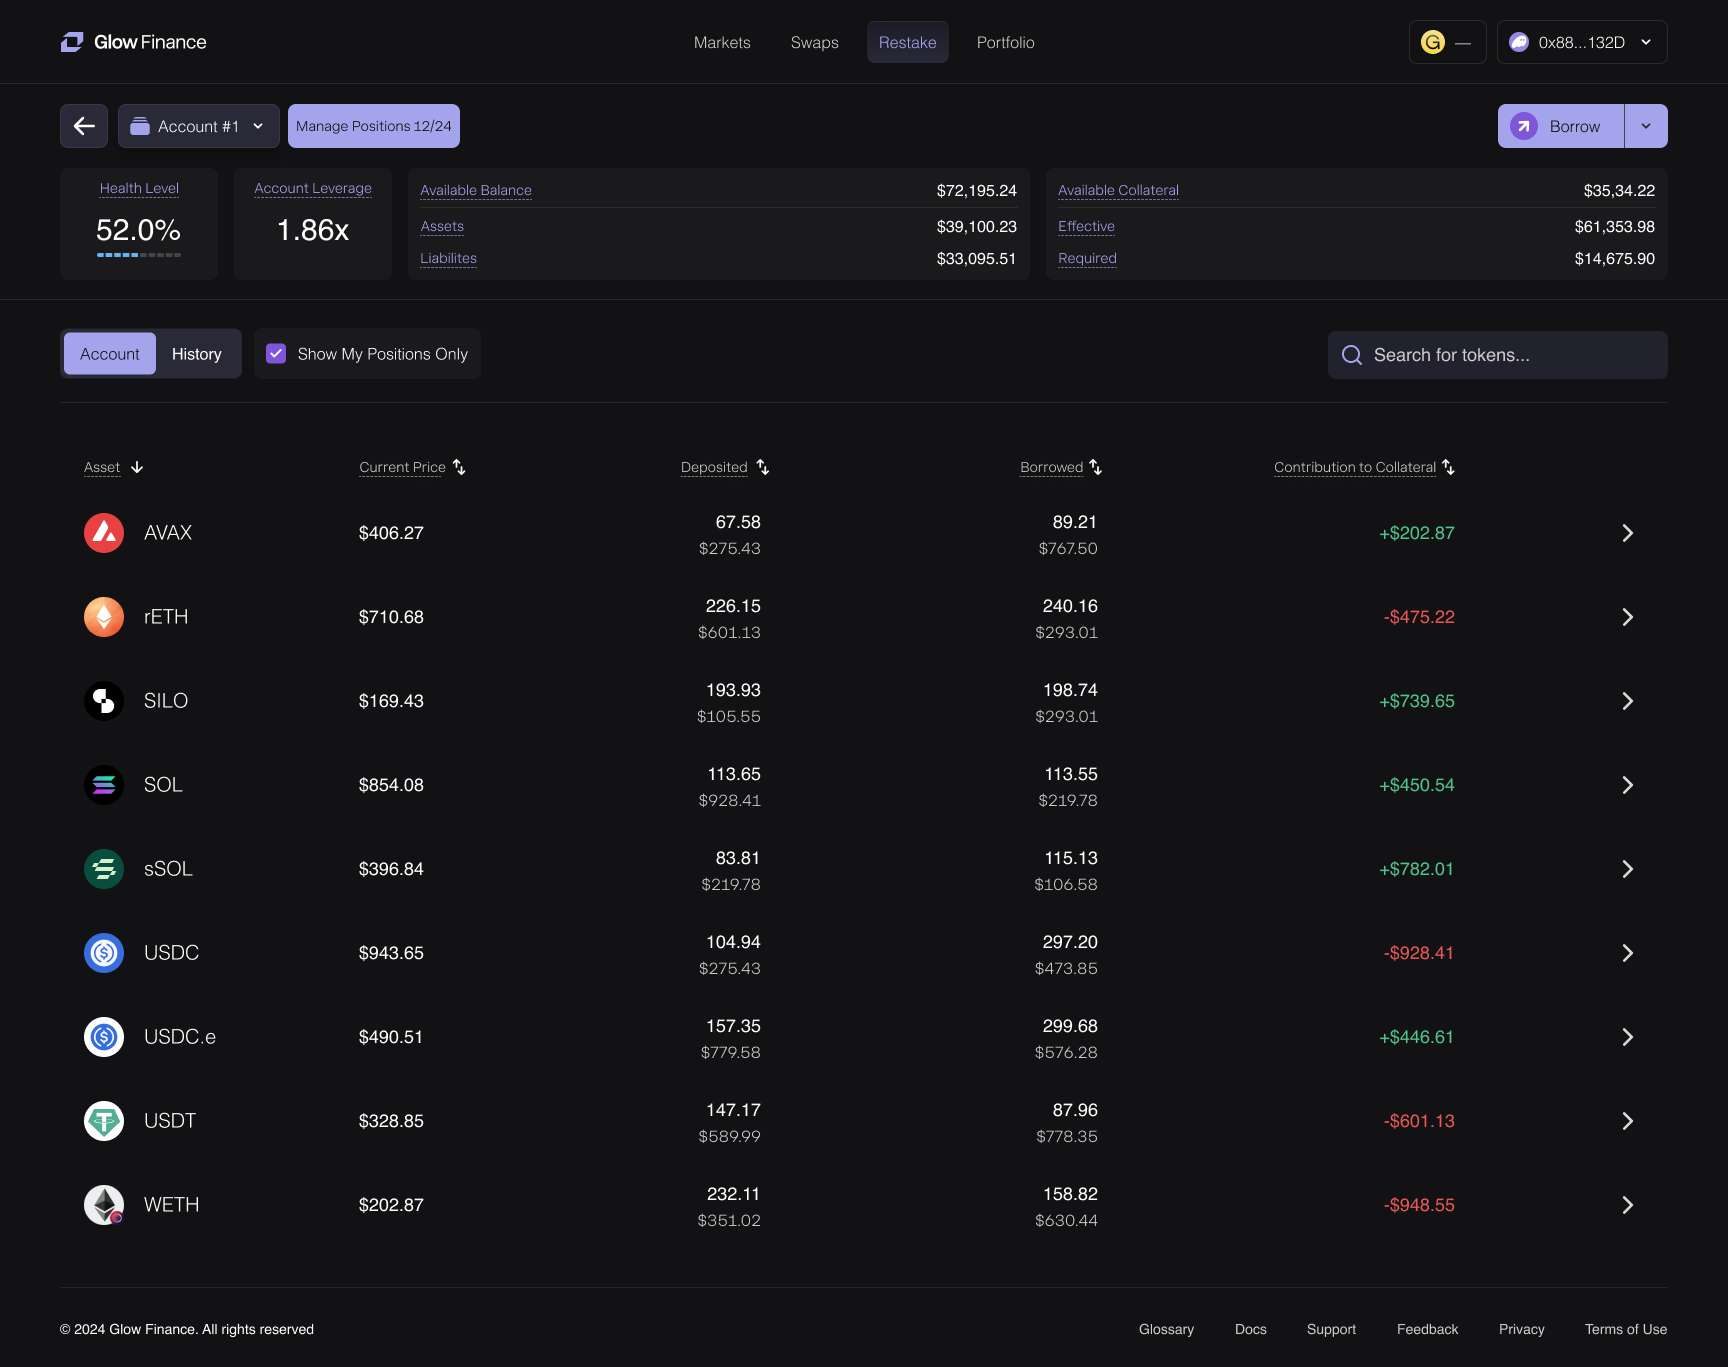 Glow Finance
Markets Swaps Restake Portfolio
G — 0x88...132D
Account #1 Manage Positions 12/24 Borrow
Health Level
52.0%
Account Leverage
1.86x
Available Balance $72,195.24
Assets $39,100.23
Liabilites $33,095.51
Available Collateral $35,34.22
Effective $61,353.98
Required $14,675.90
Account History Show My Positions Only Search for tokens...
Asset Current Price Deposited Borrowed Contribution to Collateral
AVAX $406.27 67.58 89.21 +$202.87
$275.43 $767.50
rETH $710.68 226.15 240.16 -$475.22
$601.13 $293.01
SILO $169.43 193.93 198.74 +$739.65
$105.55 $293.01
SOL $854.08 113.65 113.55 +$450.54
$928.41 $219.78
sSOL $396.84 83.81 115.13 +$782.01
$219.78 $106.58
USDC $943.65 104.94 297.20 -$928.41
$275.43 $473.85
USDC.e $490.51 157.35 299.68 +$446.61
$779.58 $576.28
USDT $328.85 147.17 87.96 -$601.13
$589.99 $778.35
WETH $202.87 232.11 158.82 -$948.55
$351.02 $630.44
© 2024 Glow Finance. All rights reserved Glossary Docs Support Feedback Privacy Terms of Use